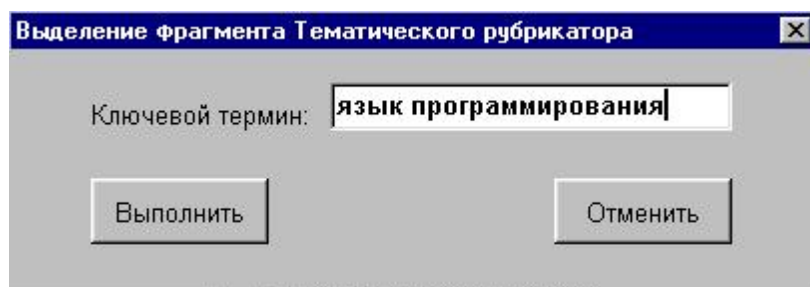 Выделение фрагмента Тематического рубрикатора
Ключевой термин: язык программирования
Выполнить Отменить